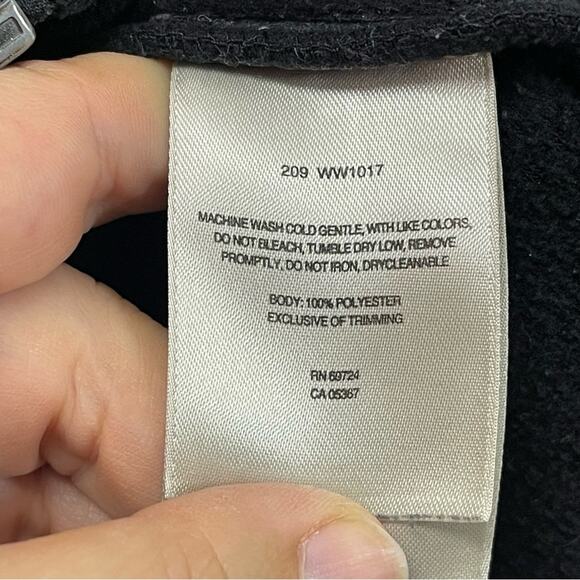 209 WW1017
MACHINE WASH COLD GENTLE, WITH LIKE COLORS,
DO NOT BLEACH, TUMBLE DRY LOW, REMOVE
PROMPTLY, DO NOT IRON, DRYCLEANABLE
BODY: 100% POLYESTER
EXCLUSIVE OF TRIMMING
RN 69724
CA 05367